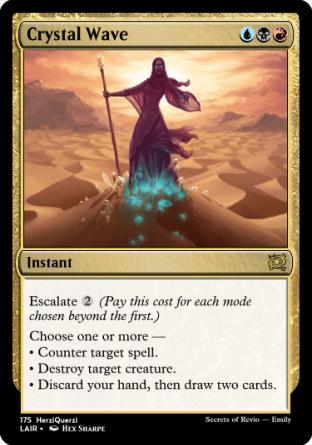 Crystal Wave
Instant
Escalate 2 (Pay this cost for each mode
chosen beyond the first.)
Choose one or more —
• Counter target spell.
• Destroy target creature.
• Discard your hand, then draw two cards.
175 HerziQuerzi Secrets of Revio — Emily
LAIR • Hex Sharpe